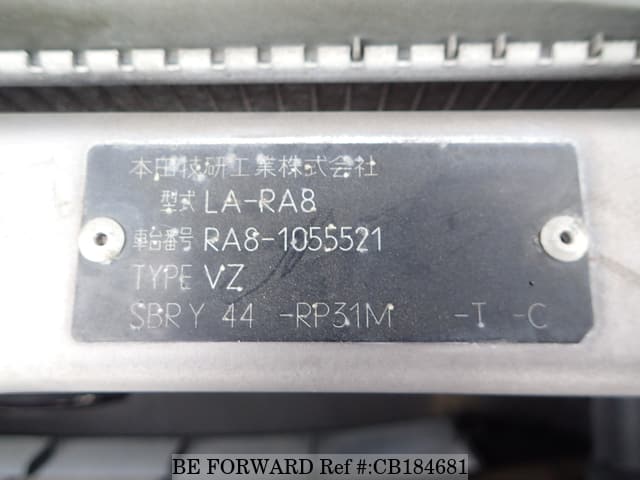 本田技研工業株式会社
型式 LA-RA8
車台番号 RA8-1055521
TYPE VZ
SBRY 44 -RP31M -T -C
BE FORWARD Ref #:CB184681